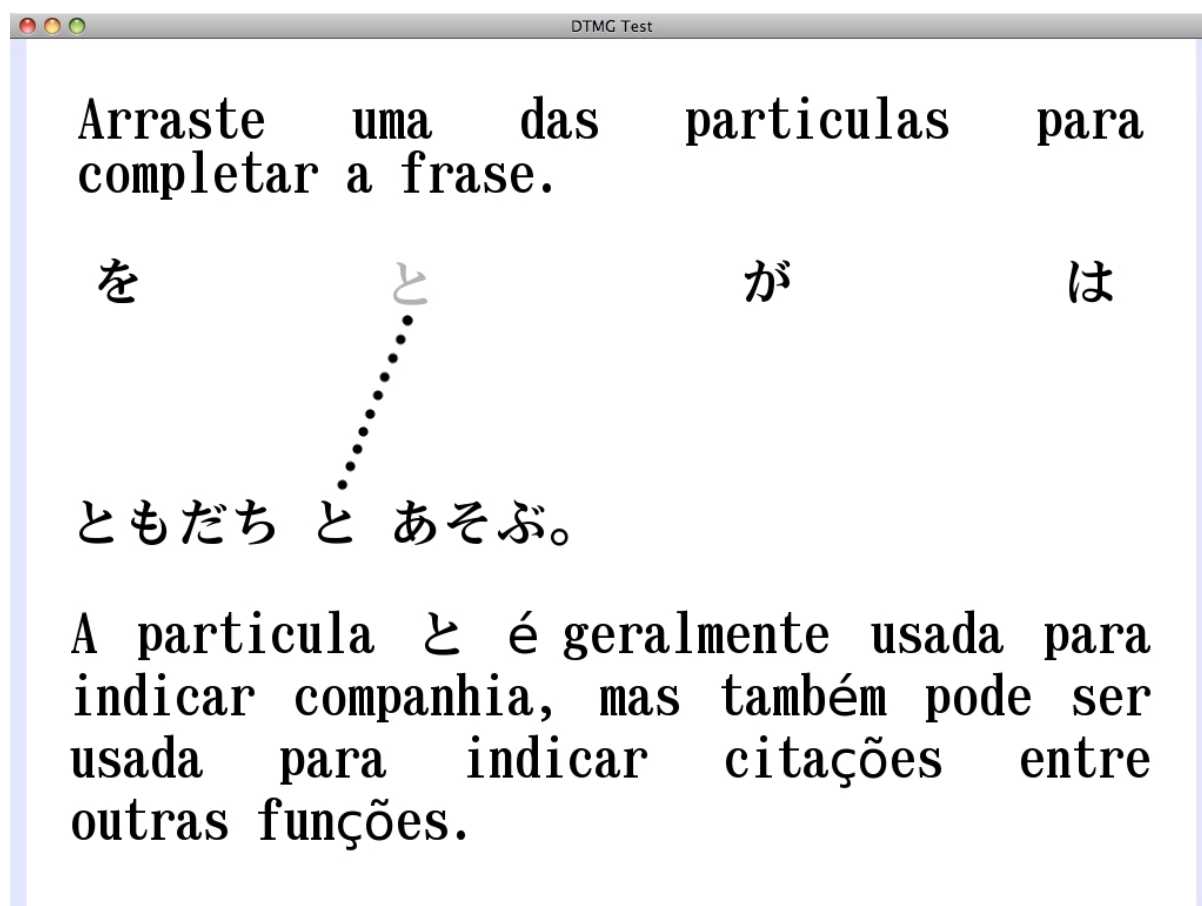 DTMG Test
Arraste uma das particulas para
completar a frase.
を と が は
ともだち と あそぶ。
A particula と é geralmente usada para
indicar companhia, mas também pode ser
usada para indicar citações entre
outras funções.